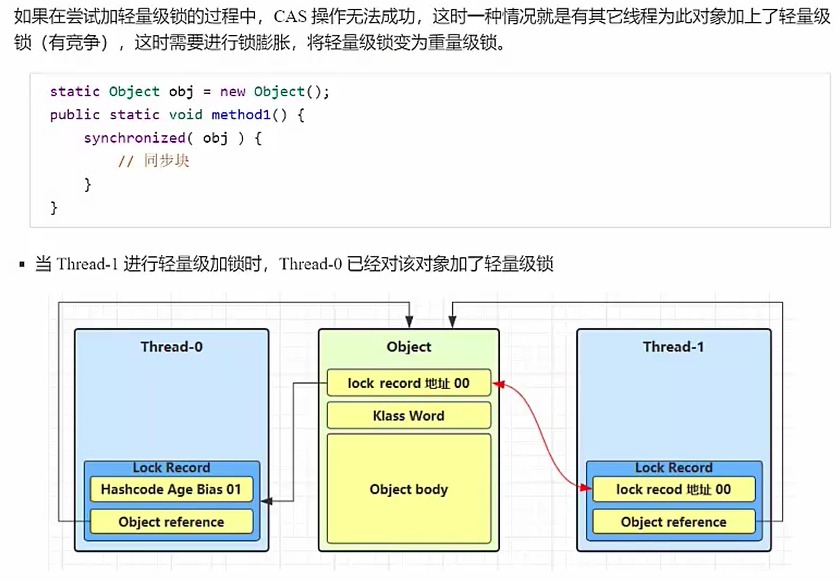 如果在尝试加轻量级锁的过程中，CAS 操作无法成功，这时一种情况就是有其它线程为此对象加上了轻量级
锁（有竞争），这时需要进行锁膨胀，将轻量级锁变为重量级锁。
static Object obj = new Object();
public static void method1() {
    synchronized( obj ) {
        // 同步块
    }
}
▪ 当 Thread-1 进行轻量级加锁时，Thread-0 已经对该对象加了轻量级锁
Thread-0
Lock Record
Hashcode Age Bias 01
Object reference
Object
lock record 地址 00
Klass Word
Object body
Thread-1
Lock Record
lock recod 地址 00
Object reference